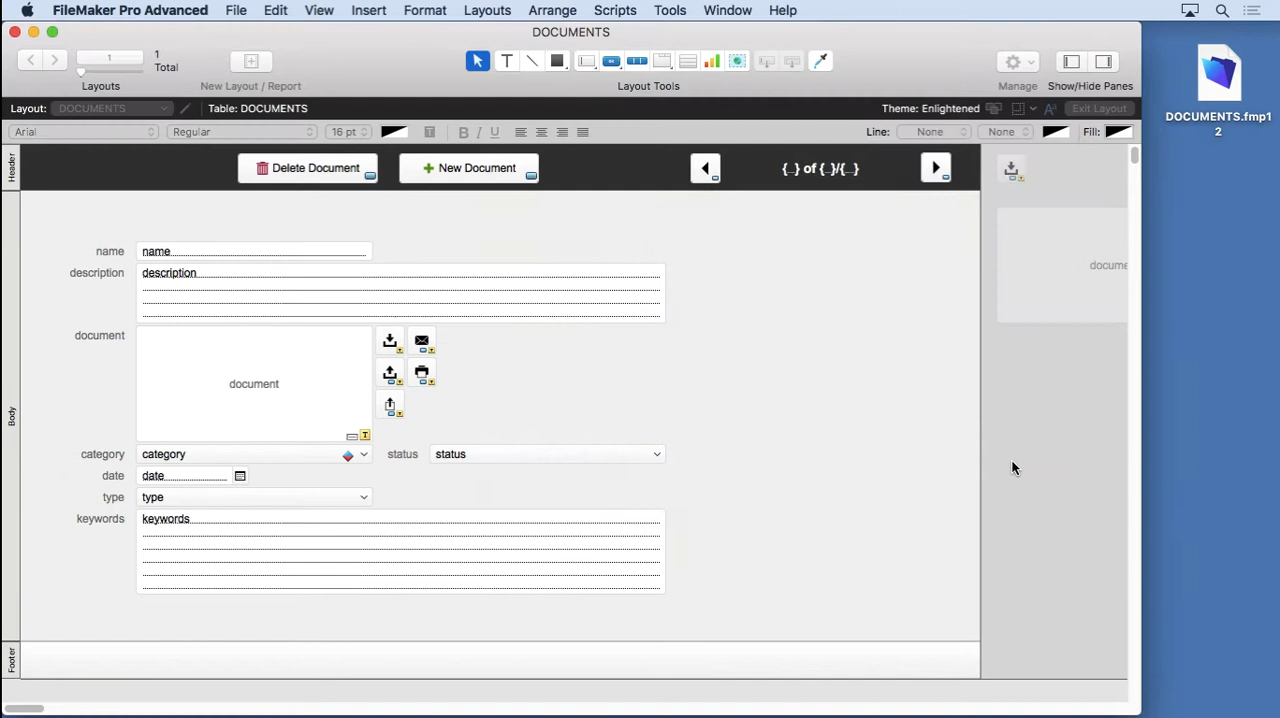 FileMaker Pro Advanced File Edit View Insert Format Layouts Arrange Scripts Tools Window Help
DOCUMENTS
1
1
Total
Layouts
New Layout / Report
Layout Tools
Manage
Show/Hide Panes
Layout: DOCUMENTS Table: DOCUMENTS Theme: Enlightened Exit Layout
Arial Regular 16 pt B I U Line: None None Fill:
Header
Delete Document
New Document
{_} of {_}/{_}
name name
description description
document document
docume
category category
status status
date date
type type
keywords keywords
Body
Footer
DOCUMENTS.fmp1
2